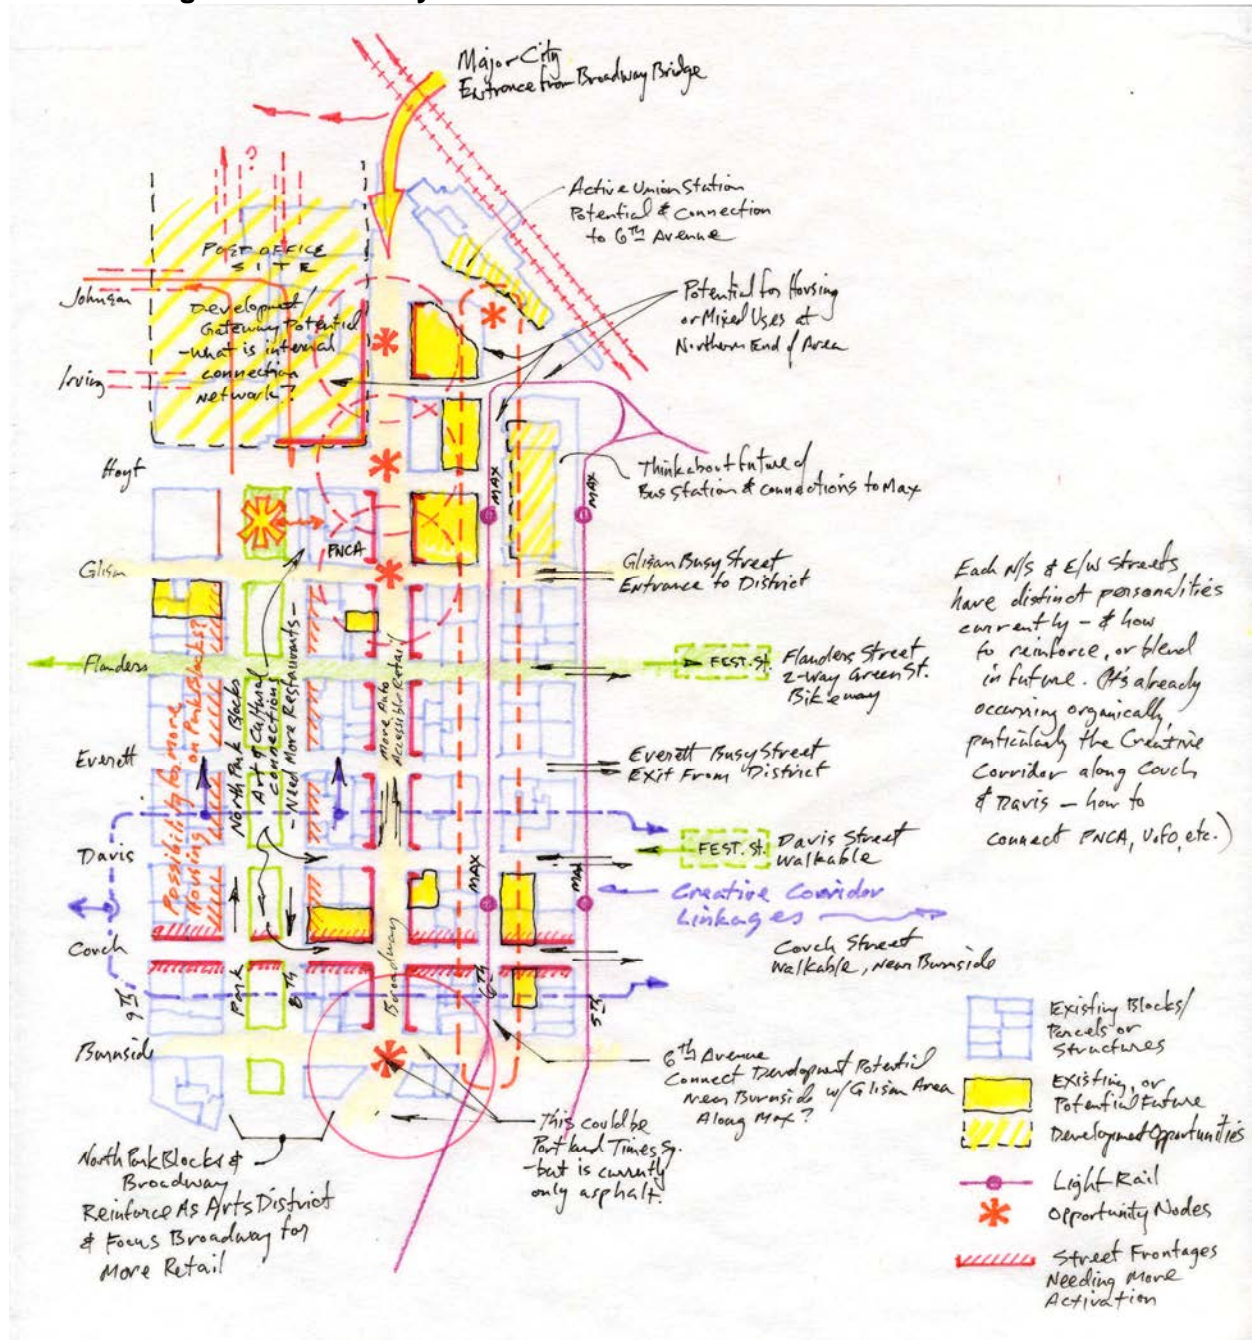 Major City
Entrance from Broadway Bridge
Active Union Station
Potential & Connection
to 6TH Avenue
?
POST OFFICE
SITE
Johnson
Development
Gateway Potential
-what is internal
connection
network?
Potential for Housing
or Mixed Uses at
Northern End of Area
Irving
Hoyt
MAX
MAX
Think about future of
Bus Station & connections to Max
PNCA
Glisan
Glisan Busy Street
Entrance to District
Each N/S & E/W Streets
have distinct personalities
currently - & how
to reinforce, or blend
in future. (It's already
occurring organically,
particularly the Creative
Corridor along Couch
& Davis - how to
connect PNCA, UofO, etc.)
Flanders
FEST. St.
Flanders Street
2-way Green St.
Bikeway
Possibility for more
Housing on Park Blocks?
North Park Blocks
Art & Cultural
connections
- Need More Restaurants -
More Auto
Accessible Retail
Everett
Everett Busy Street
Exit From District
Davis
FEST. St.
Davis Street
Walkable
MAX
MAX
Creative Corridor
Linkages
Couch
Couch Street
Walkable, Near Burnside
9TH
Park
8TH
Broadway
6TH
5TH
Burnside
6TH Avenue
Connect Development Potential
near Burnside w/ Glisan Area
Along Max?
This could be
Portland Times Sq.
-but is currently
only asphalt.
North Park Blocks &
Broadway
Reinforce As Arts District
& Focus Broadway for
More Retail
Existing Blocks/
Parcels or
Structures
Existing, or
Potential Future
Development Opportunities
Light-Rail
Opportunity Nodes
Street Frontages
Needing More
Activation